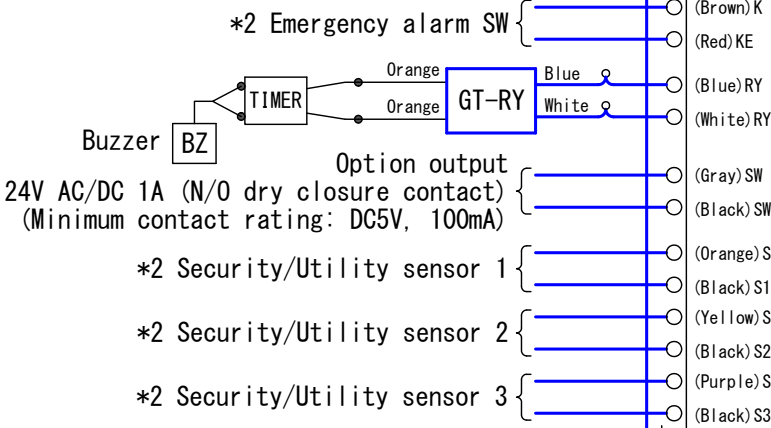 *2 Emergency alarm SW
(Brown)K
(Red)KE
Orange
Blue
(Blue)RY
TIMER
GT-RY
Orange
White
(White)RY
Buzzer
BZ
Option output
24V AC/DC 1A (N/O dry closure contact)
(Minimum contact rating: DC5V, 100mA)
(Gray)SW
(Black)SW
*2 Security/Utility sensor 1
(Orange)S
(Black)S1
*2 Security/Utility sensor 2
(Yellow)S
(Black)S2
*2 Security/Utility sensor 3
(Purple)S
(Black)S3